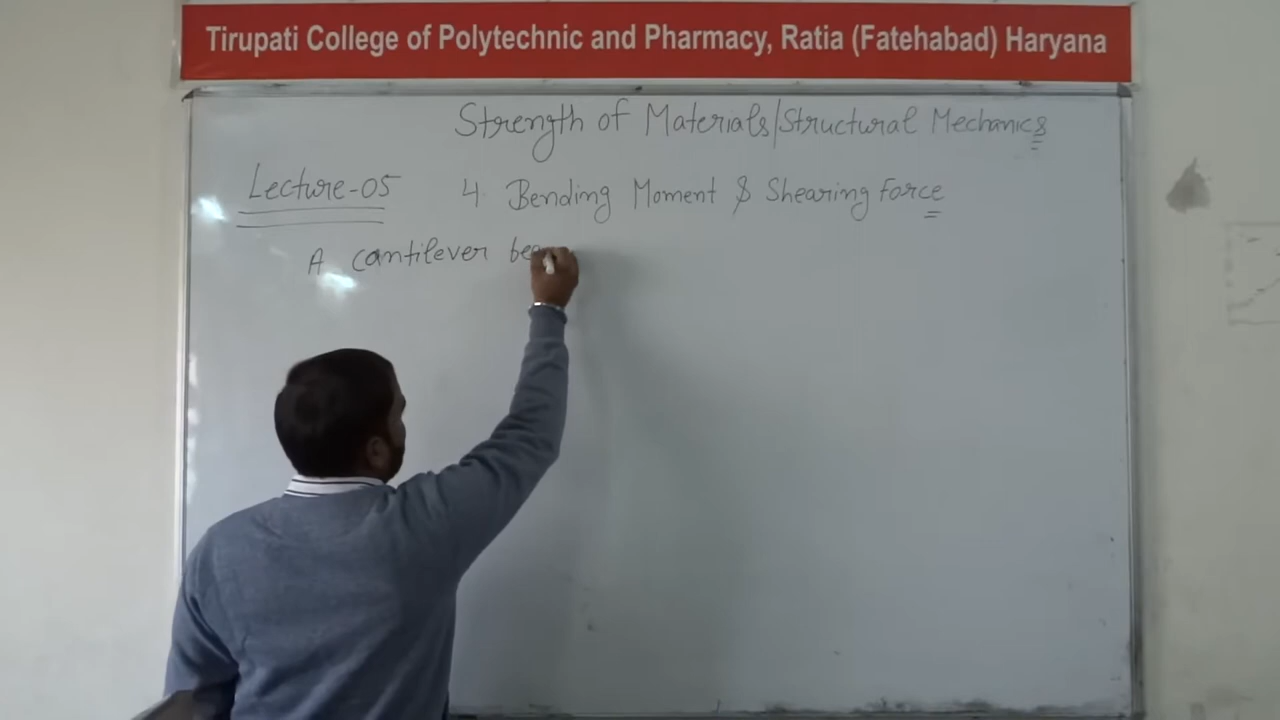 Tirupati College of Polytechnic and Pharmacy, Ratia (Fatehabad) Haryana
Strength of Materials/Structural Mechanics
Lecture-05 4. Bending Moment & Shearing Force
A cantilever